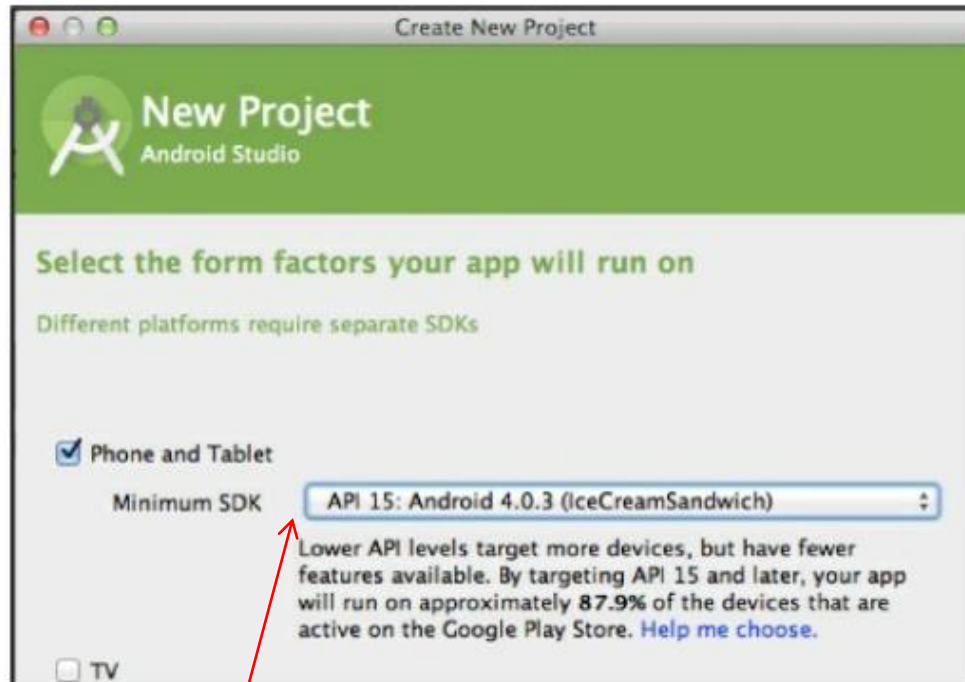 Create New Project
New Project
Android Studio
Select the form factors your app will run on
Different platforms require separate SDKs
Phone and Tablet
Minimum SDK
API 15: Android 4.0.3 (IceCreamSandwich)
Lower API levels target more devices, but have fewer
features available. By targeting API 15 and later, your app
will run on approximately 87.9% of the devices that are
active on the Google Play Store. Help me choose.
TV